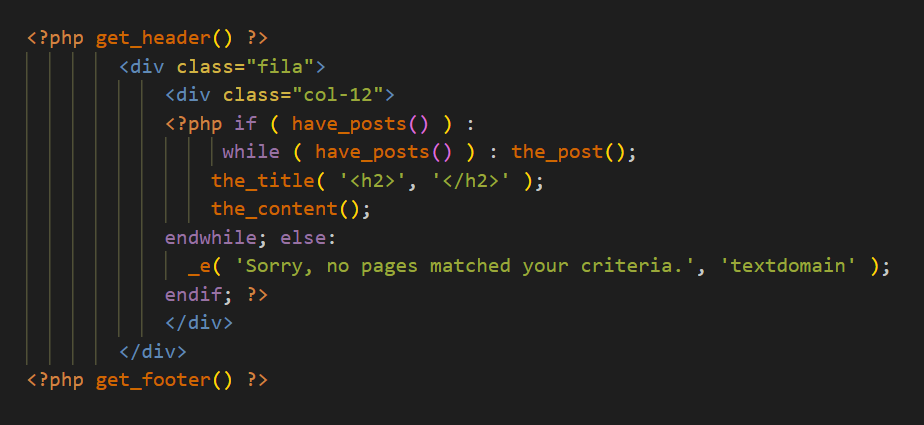 <?php get_header() ?>
<div class="fila">
<div class="col-12">
<?php if ( have_posts() ) :
while ( have_posts() ) : the_post();
the_title( '<h2>', '</h2>' );
the_content();
endwhile; else:
_e( 'Sorry, no pages matched your criteria.', 'textdomain' );
endif; ?>
</div>
</div>
<?php get_footer() ?>